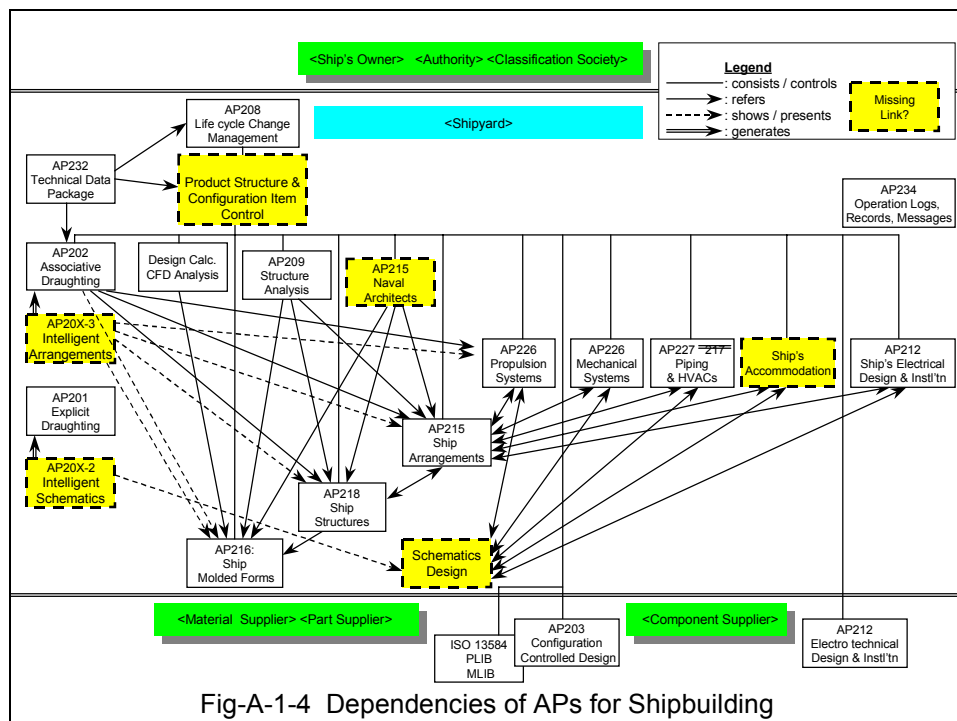 <Ship's Owner> <Authority> <Classification Society>
Legend
: consists / controls
: refers
: shows / presents
: generates
Missing
Link?
AP208
Life cycle Change
Management
<Shipyard>
AP232
Technical Data
Package
Product Structure &
Configuration Item
Control
AP234
Operation Logs,
Records, Messages
AP202
Associative
Draughting
Design Calc.
CFD Analysis
AP209
Structure
Analysis
AP215
Naval
Architects
AP20X-3
Intelligent
Arrangements
AP226
Propulsion
Systems
AP226
Mechanical
Systems
AP227 217
Piping
& HVACs
Ship's
Accommodation
AP212
Ship's Electrical
Design & Instl'tn
AP201
Explicit
Draughting
AP215
Ship
Arrangements
AP20X-2
Intelligent
Schematics
AP218
Ship
Structures
AP216:
Ship
Molded Forms
Schematics
Design
<Material Supplier> <Part Supplier>
<Component Supplier>
ISO 13584
PLIB
MLIB
AP203
Configuration
Controlled Design
AP212
Electro technical
Design & Instl'tn
Fig-A-1-4 Dependencies of APs for Shipbuilding